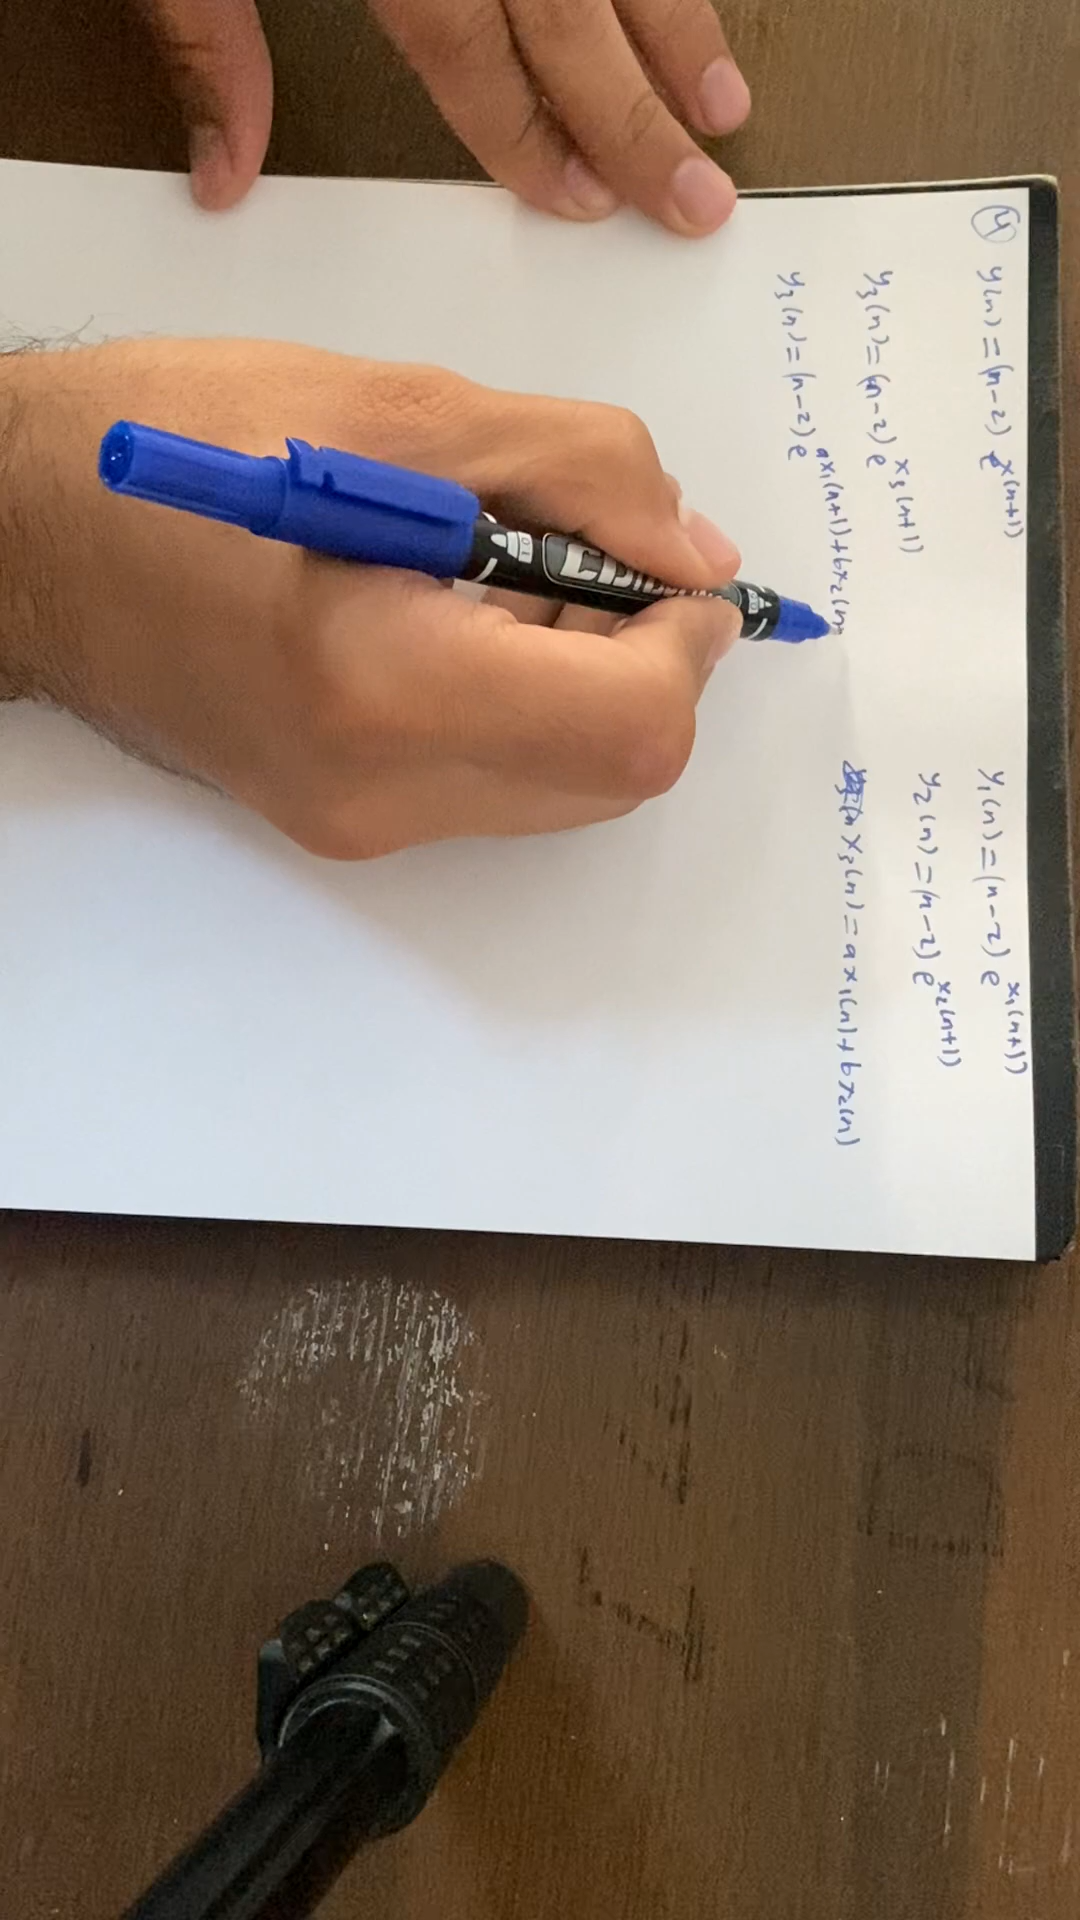 ④ y(n) = (n-2) e^x(n+1)
y₁(n) = (n-2) e^x₁(n+1)
y₂(n) = (n-2) e^x₂(n+1)
y₃(n) = (n-2) e^x₃(n+1)
x₃(n) = a x₁(n) + b x₂(n)
y₃(n) = (n-2) e^ax₁(n+1)+bx₂(n